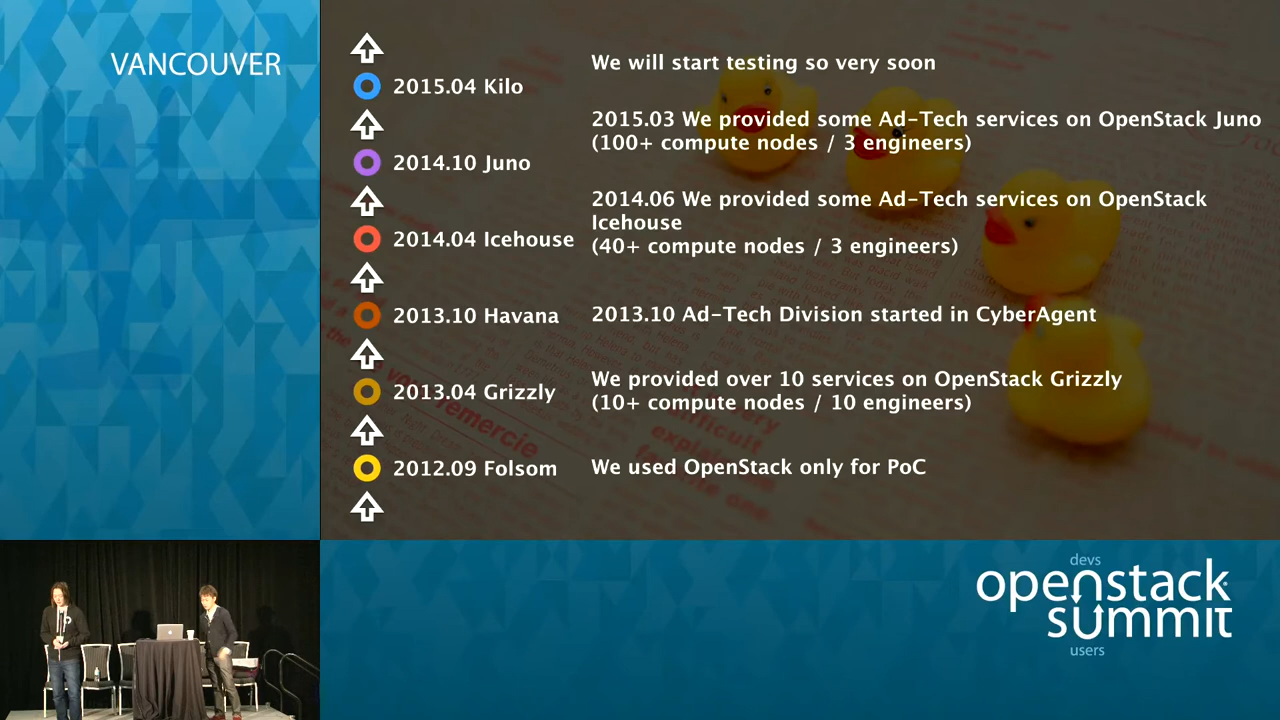 VANCOUVER
We will start testing so very soon
2015.04 Kilo
2015.03 We provided some Ad-Tech services on OpenStack Juno
(100+ compute nodes / 3 engineers)
2014.10 Juno
2014.06 We provided some Ad-Tech services on OpenStack
Icehouse
(40+ compute nodes / 3 engineers)
2014.04 Icehouse
2013.10 Havana
2013.10 Ad-Tech Division started in CyberAgent
2013.04 Grizzly
We provided over 10 services on OpenStack Grizzly
(10+ compute nodes / 10 engineers)
2012.09 Folsom
We used OpenStack only for PoC
remercie
difficult
devs
openstack
summit
users